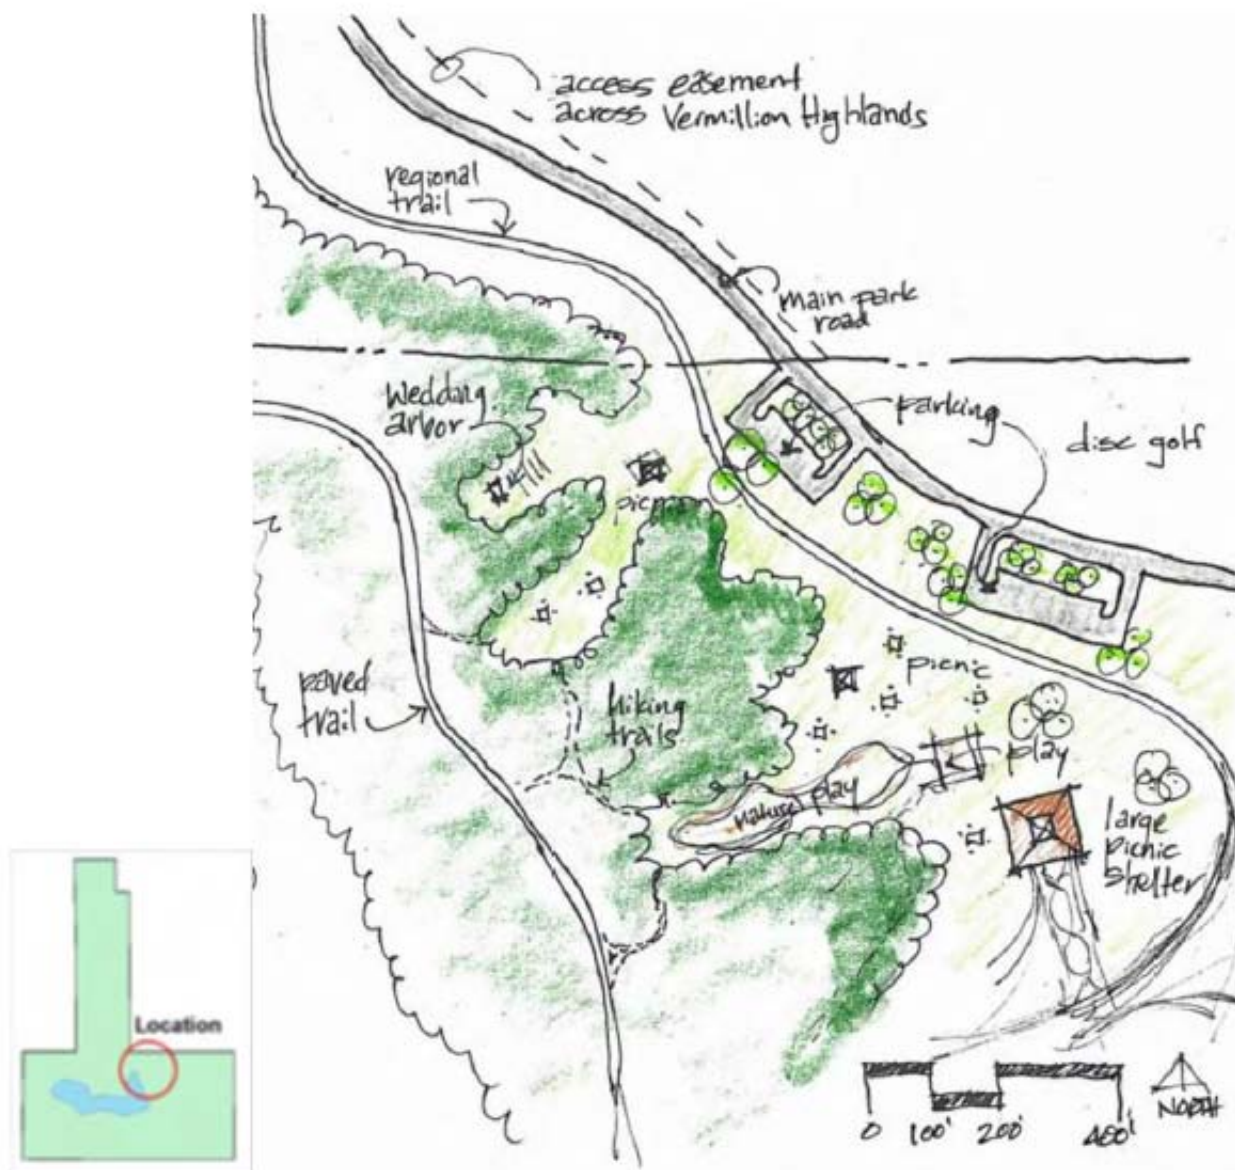 access easement
across Vermillion Highlands
regional
trail
main park
road
wedding
arbor
parking
disc golf
picnic
picnic
paved
trail
hiking
trails
play
nature play
large
picnic
shelter
Location
0 100' 200' 400'
NORTH